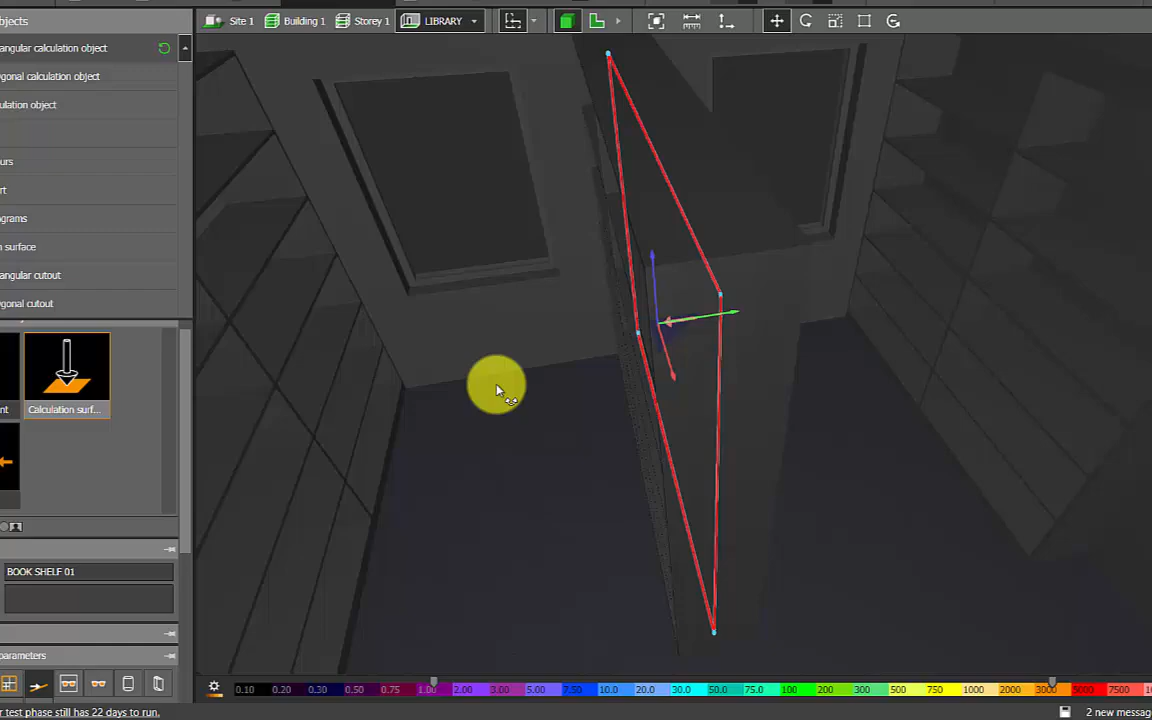 bjects
Site 1
Building 1
Storey 1
LIBRARY
angular calculation object
gonal calculation object
ulation object
urs
rt
ograms
n surface
angular cutout
gonal cutout
nt
Calculation surf...
BOOK SHELF 01
parameters
0.10 0.20 0.30 0.50 0.75 1.00 2.00 3.00 5.00 7.50 10.0 20.0 30.0 50.0 75.0 100 200 300 500 750 1000 2000 3000 5000 7500
r test phase still has 22 days to run.
2 new messag